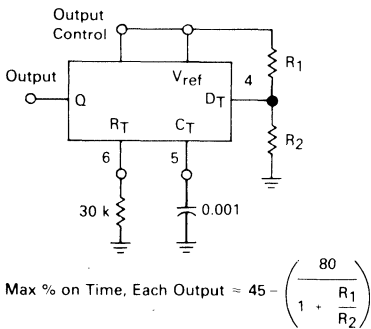 Output
Control
Output
Q
Vref
4
DT
R1
R2
RT
CT
6
5
30 k
0.001
Max % on Time, Each Output ≈ 45 − ( 80 / 1 + R1 / R2 )